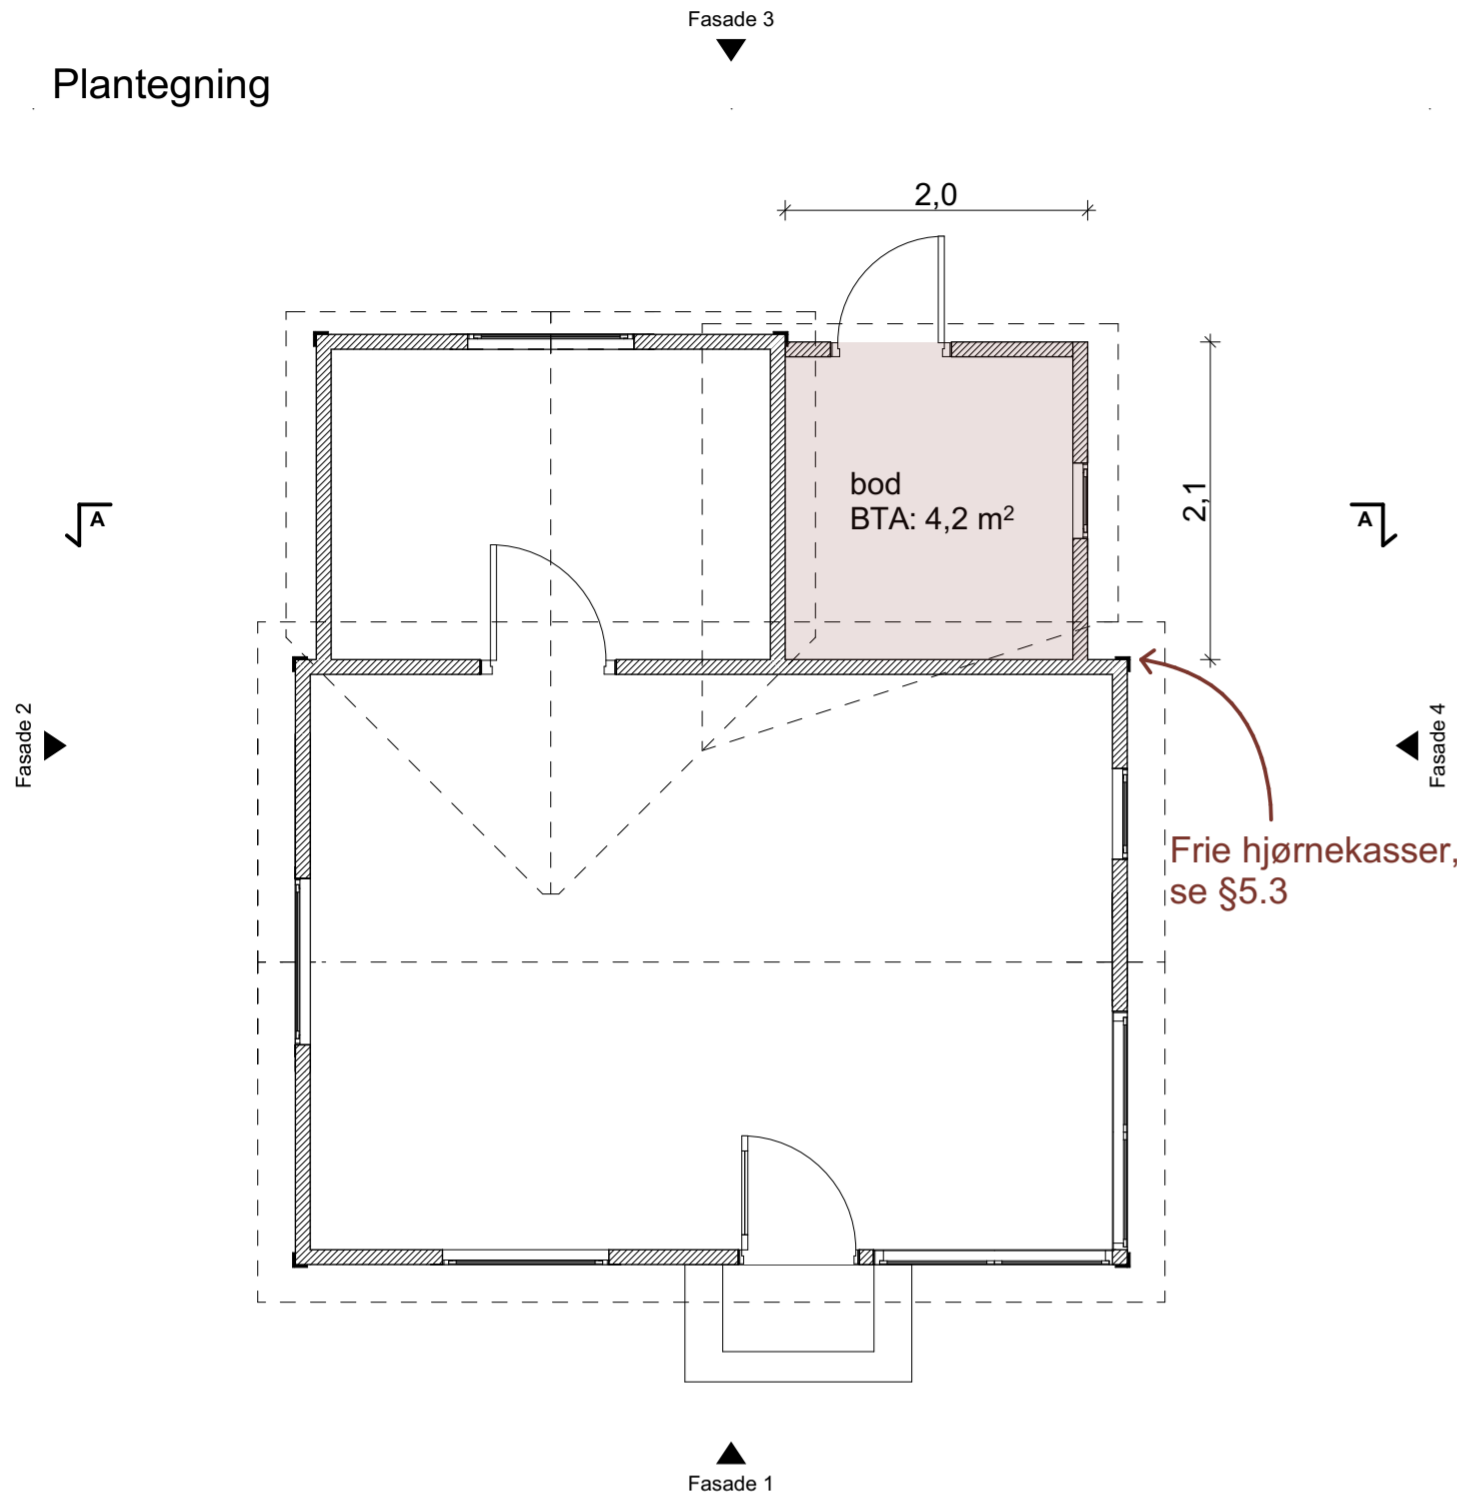 Fasade 3
Plantegning
2,0
bod
BTA: 4,2 m²
2,1
A
A
Fasade 2
Fasade 4
Frie hjørnekasser,
se §5.3
Fasade 1